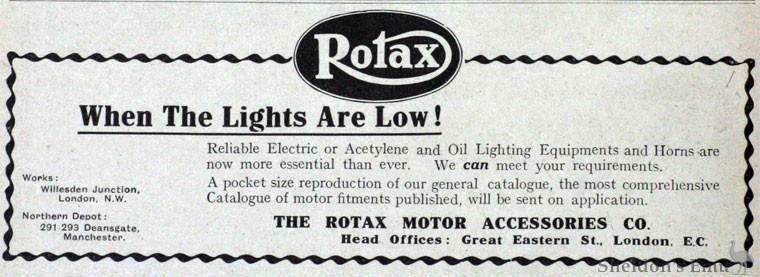 Rotax
When The Lights Are Low!
Reliable Electric or Acetylene and Oil Lighting Equipments and Horns are
now more essential than ever. We can meet your requirements.
A pocket size reproduction of our general catalogue, the most comprehensive
Catalogue of motor fitments published, will be sent on application.
Works:
Willesden Junction,
London, N.W.
Northern Depot:
291-293 Deansgate,
Manchester.
THE ROTAX MOTOR ACCESSORIES CO.
Head Offices: Great Eastern St., London, E.C.
Sheldon's Emu